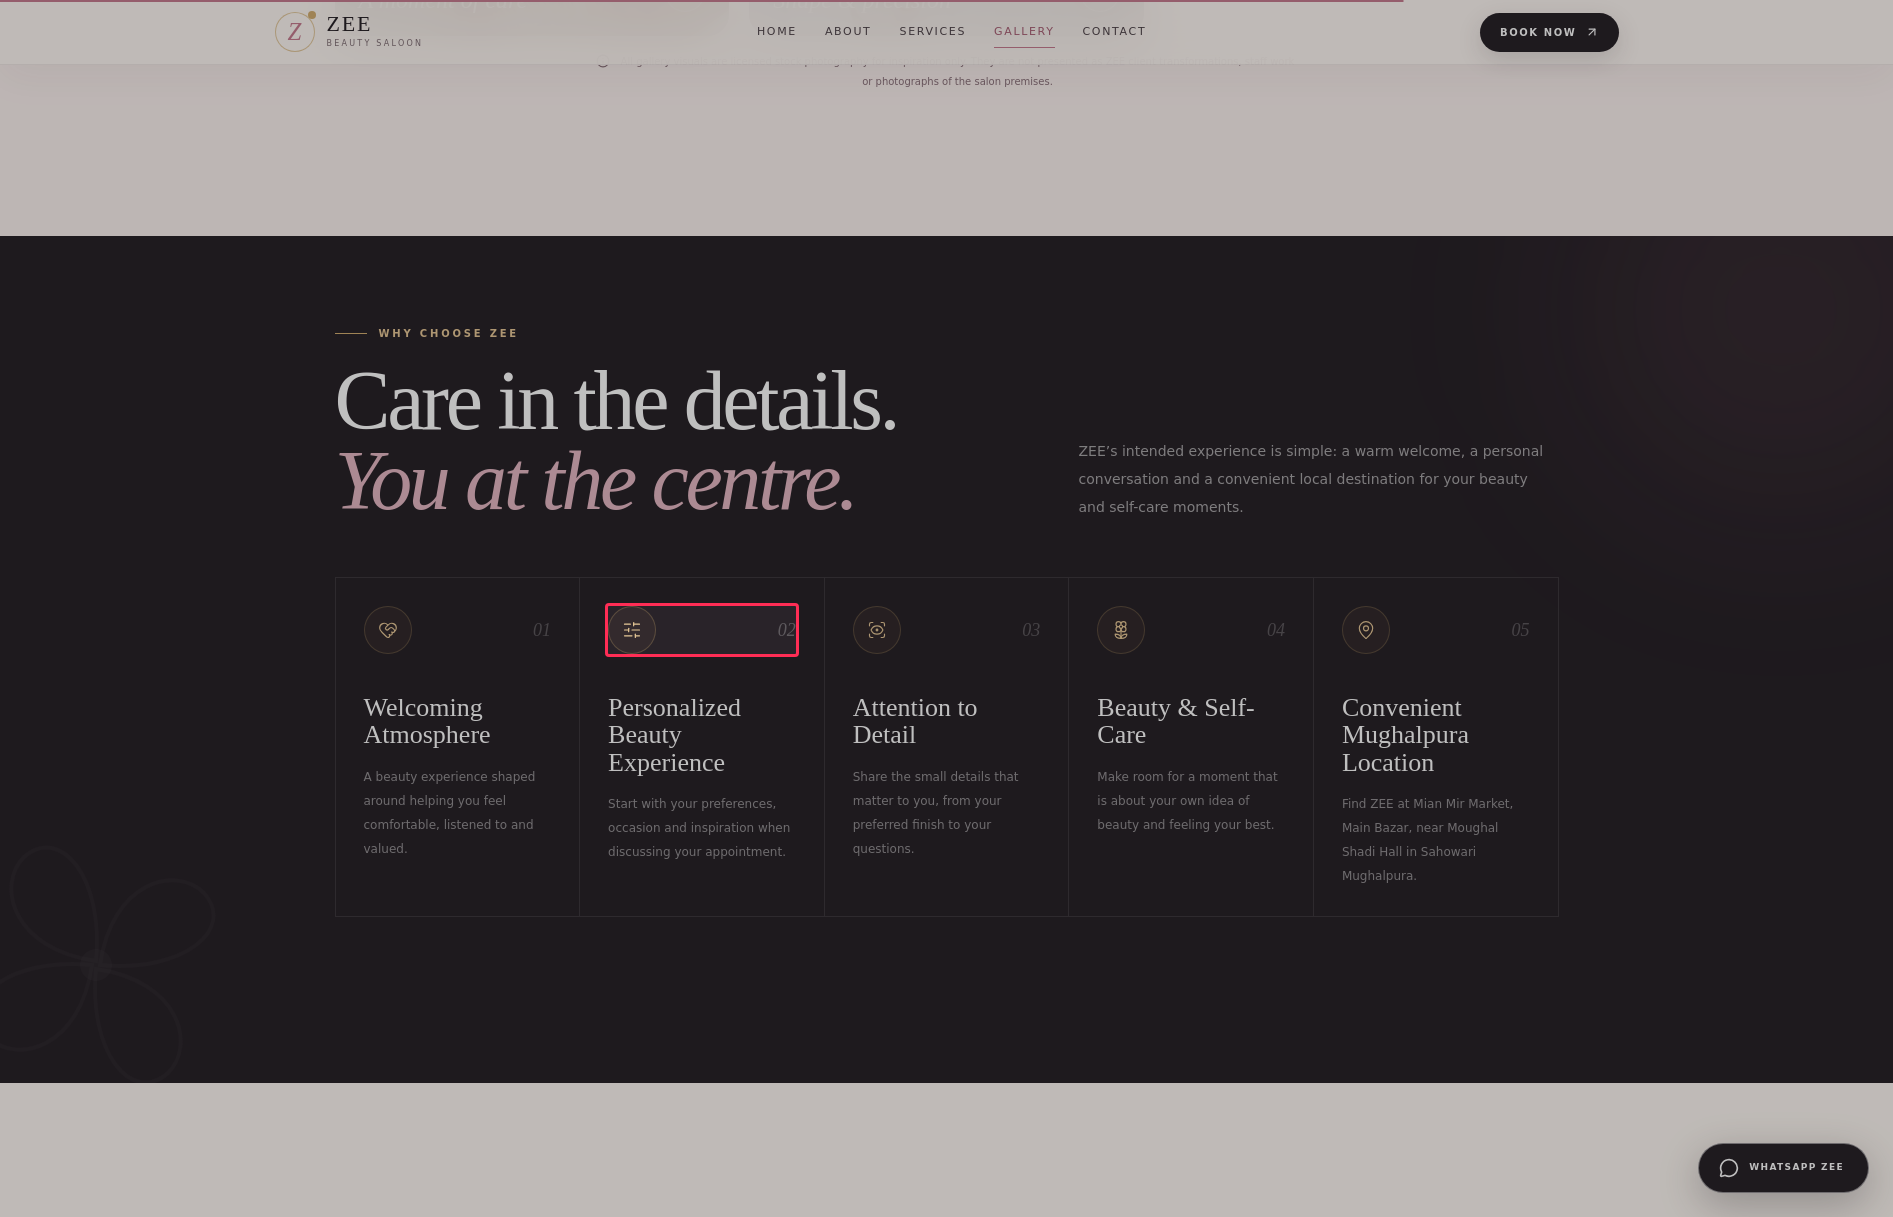 Z
ZEE
BEAUTY SALOON
HOME
ABOUT
SERVICES
GALLERY
CONTACT
BOOK NOW
or photographs of the salon premises.
WHY CHOOSE ZEE
Care in the details.
You at the centre.
ZEE’s intended experience is simple: a warm welcome, a personal
conversation and a convenient local destination for your beauty
and self-care moments.
01
Welcoming
Atmosphere
A beauty experience shaped
around helping you feel
comfortable, listened to and
valued.
02
Personalized
Beauty
Experience
Start with your preferences,
occasion and inspiration when
discussing your appointment.
03
Attention to
Detail
Share the small details that
matter to you, from your
preferred finish to your
questions.
04
Beauty & Self-
Care
Make room for a moment that
is about your own idea of
beauty and feeling your best.
05
Convenient
Mughalpura
Location
Find ZEE at Mian Mir Market,
Main Bazar, near Moughal
Shadi Hall in Sahowari
Mughalpura.
WHATSAPP ZEE